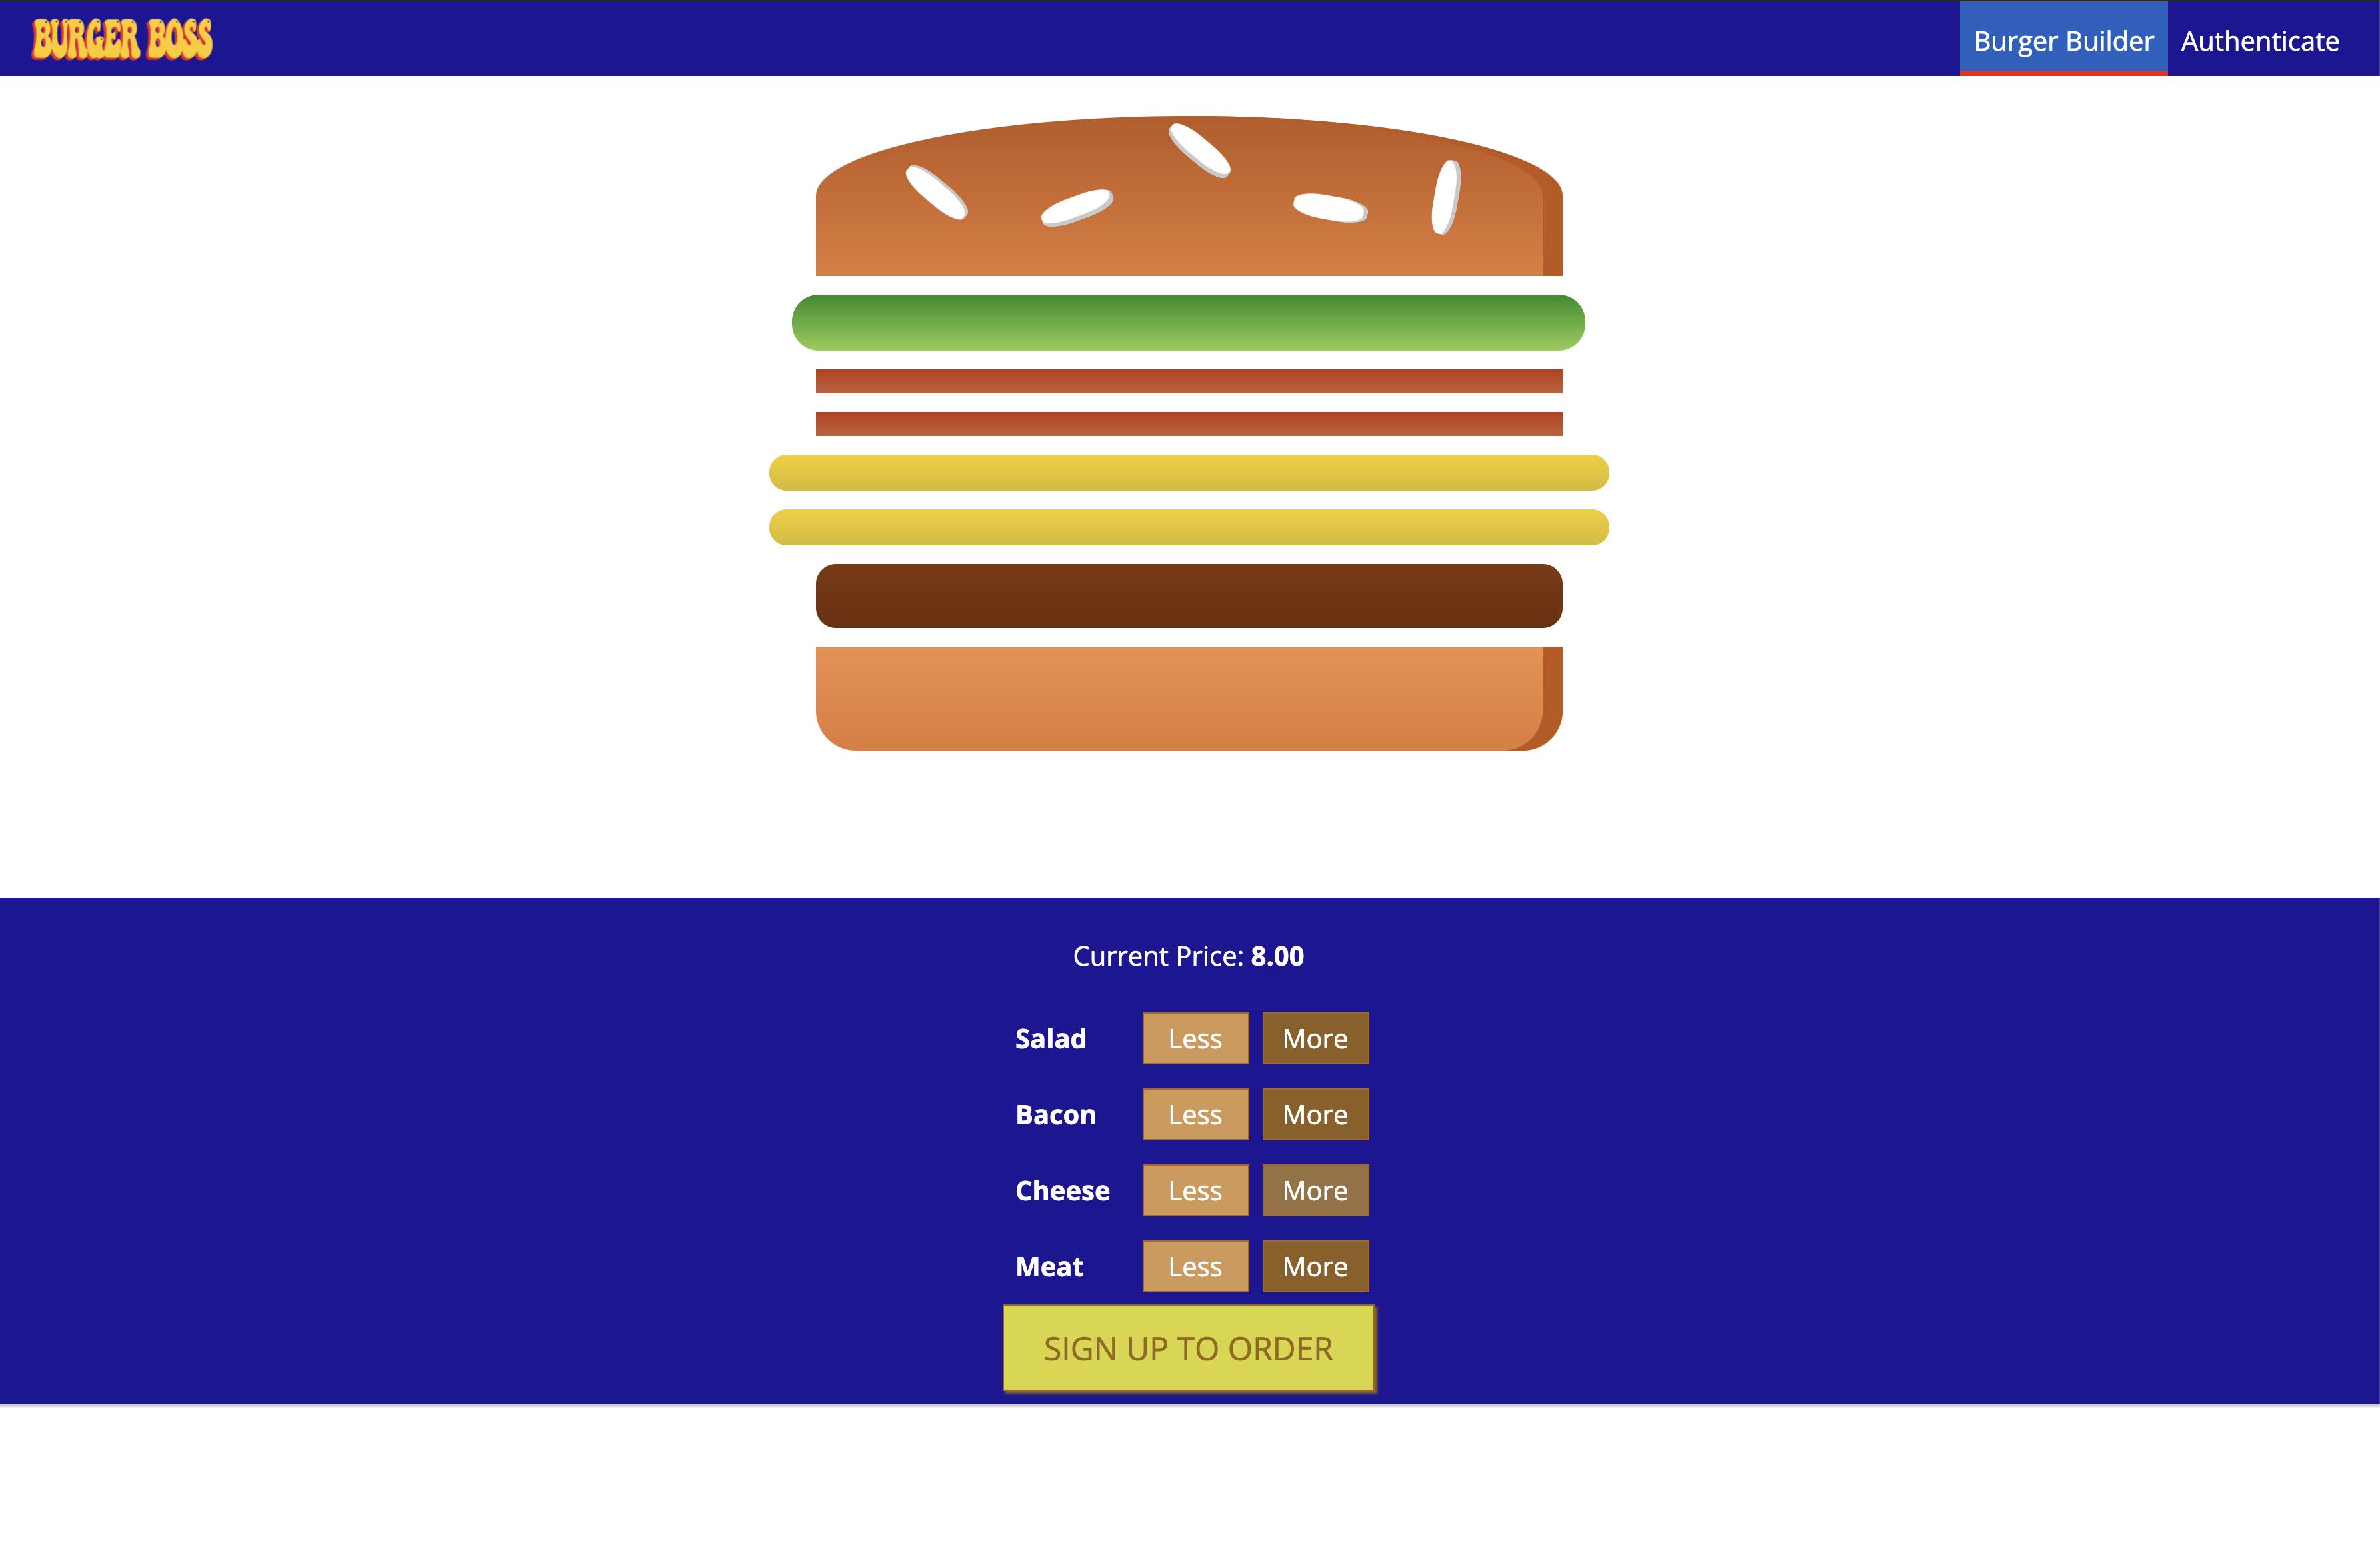 BURGER BOSS
Burger Builder Authenticate
Current Price: 8.00
Salad Less More
Bacon Less More
Cheese Less More
Meat Less More
SIGN UP TO ORDER